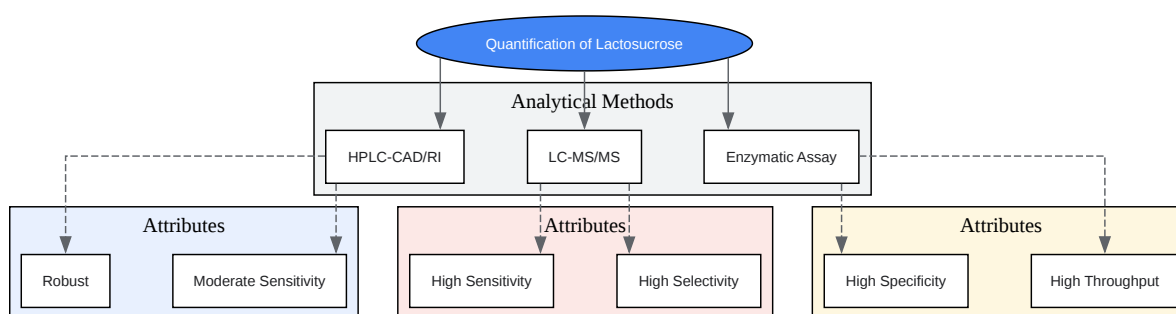 Quantification of Lactosucrose
Analytical Methods
HPLC-CAD/RI
LC-MS/MS
Enzymatic Assay
Attributes
Attributes
Attributes
Robust
Moderate Sensitivity
High Sensitivity
High Selectivity
High Specificity
High Throughput